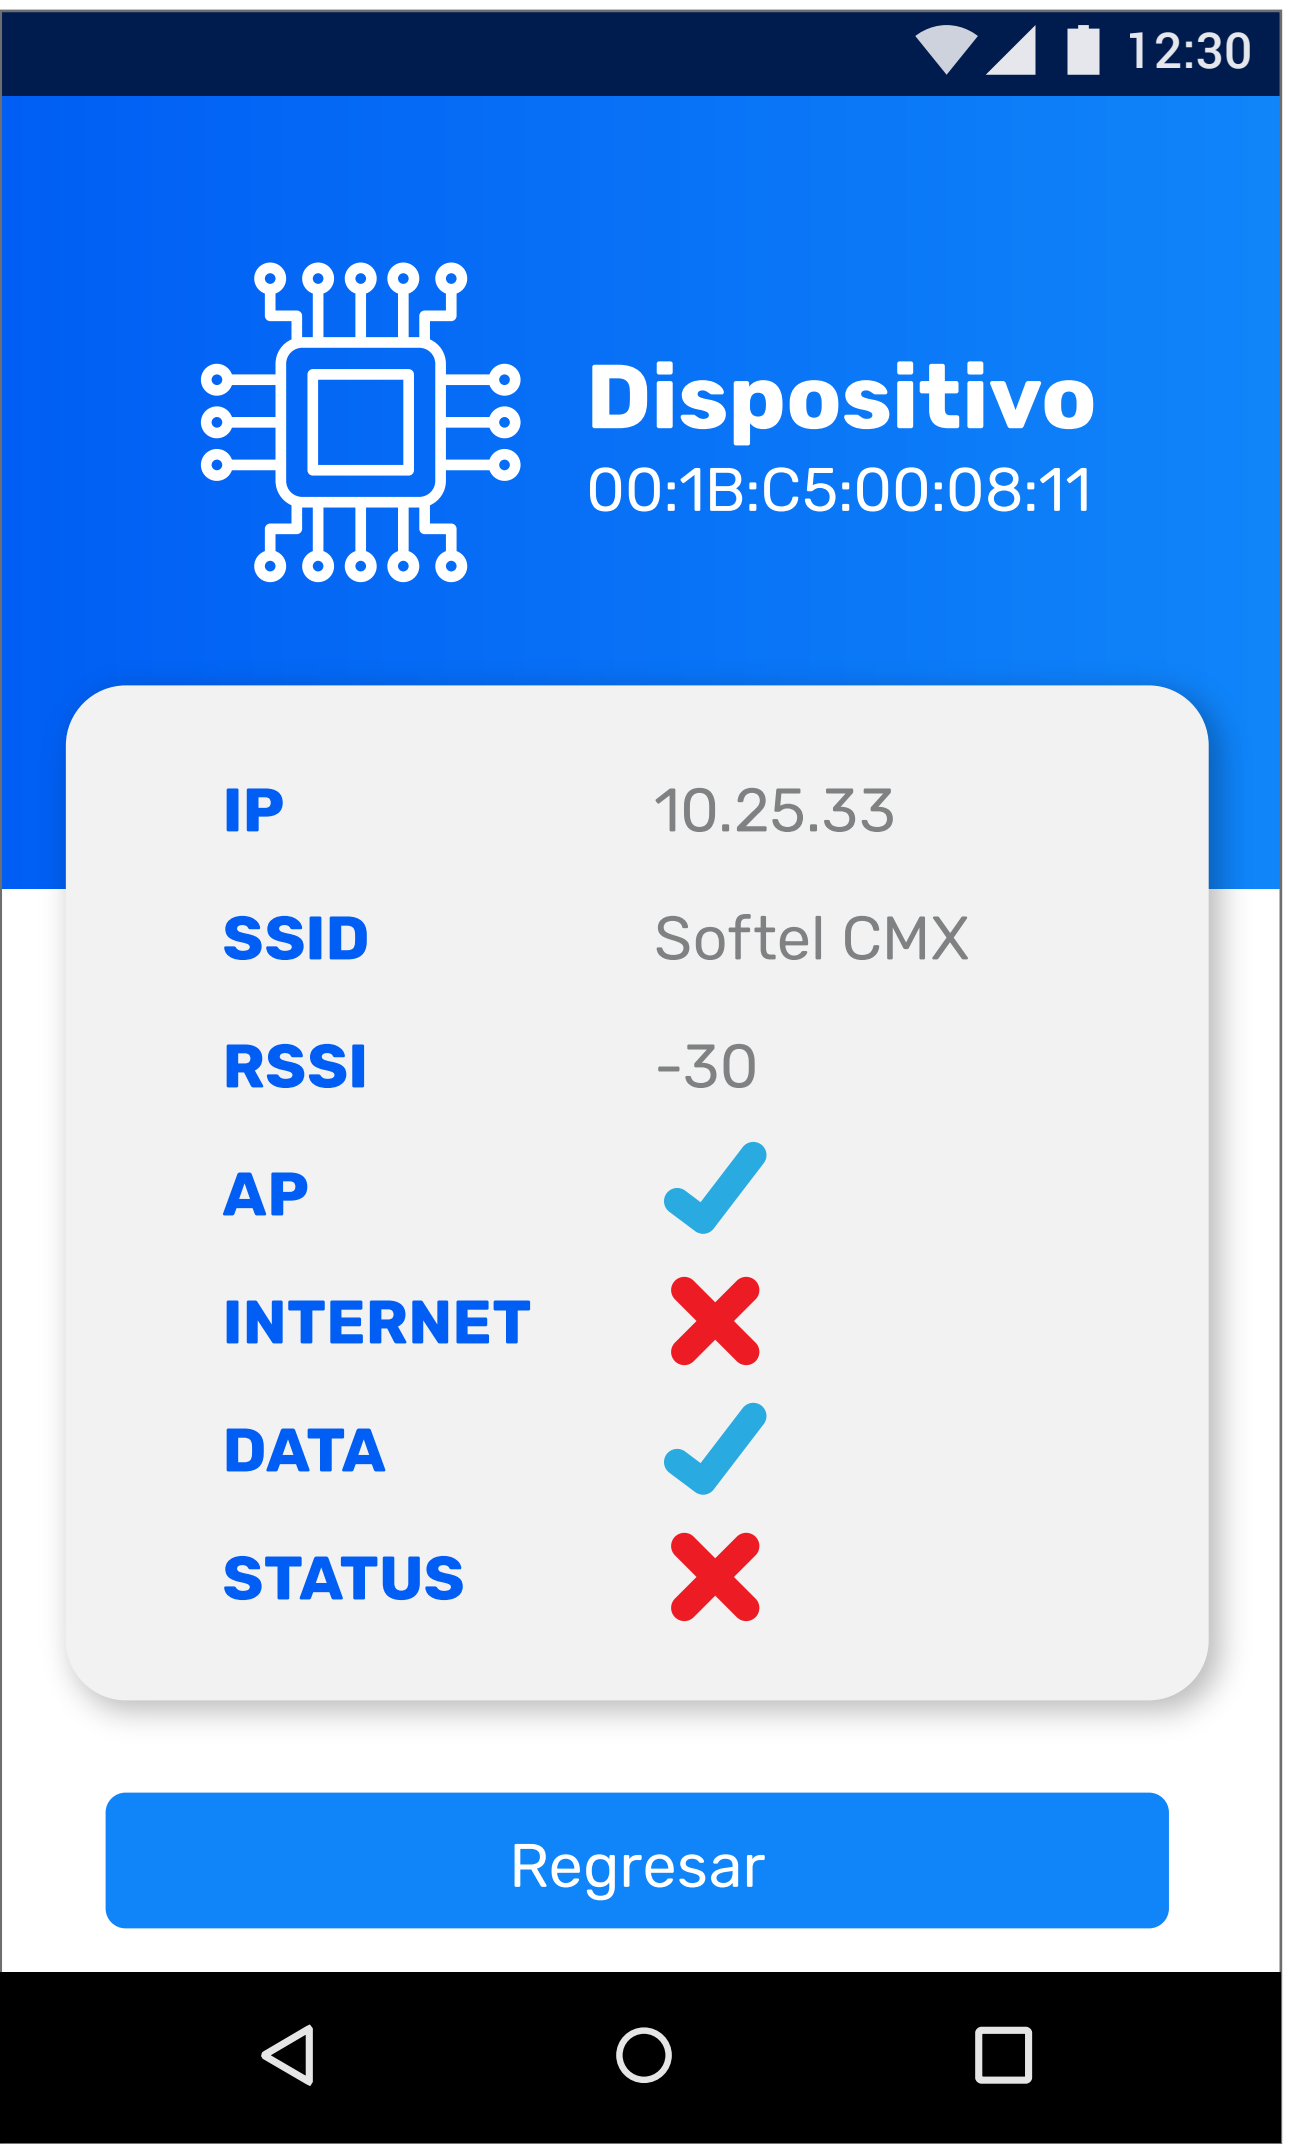 12:30
Dispositivo
00:1B:C5:00:08:11
IP 10.25.33
SSID Softel CMX
RSSI -30
AP
INTERNET
DATA
STATUS
Regresar